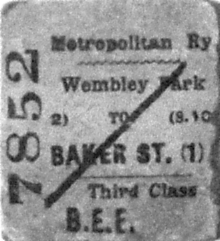 7852
Metropolitan Ry
Wembley Park
2) TO (S.10
BAKER ST. (1)
Third Class
B.E.E.